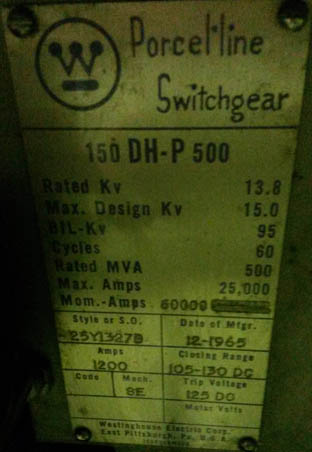 W
Porcel-line
Switchgear
150 DH-P 500
Rated Kv 13.8
Max. Design Kv 15.0
BIL-Kv 95
Cycles 60
Rated MVA 500
Max. Amps 25,000
Mom.-Amps 60000
Style or S.O. Date of Mfgr.
25Y1327B 12-1965
Amps Closing Range
1200 105-130 DC
Code Mech. Trip Voltage
8E 125 DC
Motor Volts
Westinghouse Electric Corp.
East Pittsburgh, Pa., U.S.A.